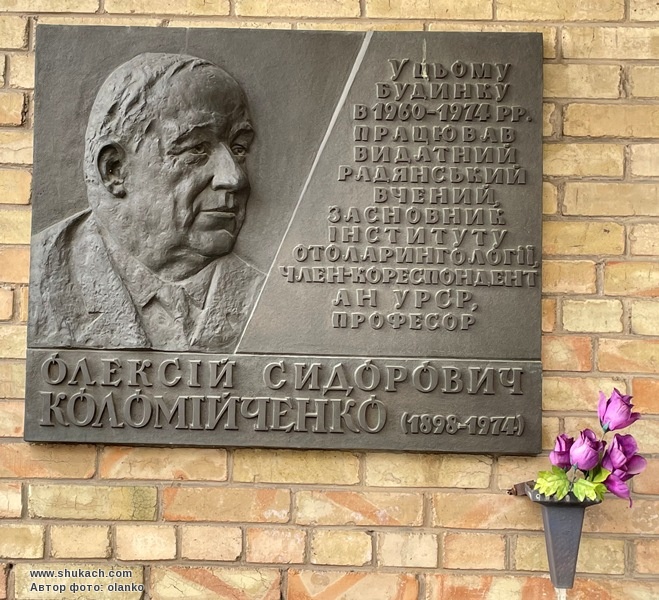 У ЦЬОМУ
БУДИНКУ
В 1960-1974 РР.
ПРАЦЮВАВ
ВИДАТНИЙ
РАДЯНСЬКИЙ
ВЧЕНИЙ,
ЗАСНОВНИК
ІНСТИТУТУ
ОТОЛАРИНГОЛОГІЇ,
ЧЛЕН-КОРЕСПОНДЕНТ
АН УРСР,
ПРОФЕСОР
ОЛЕКСІЙ СИДОРОВИЧ
КОЛОМІЙЧЕНКО (1898-1974)
www.shukach.com
Автор фото: olanko